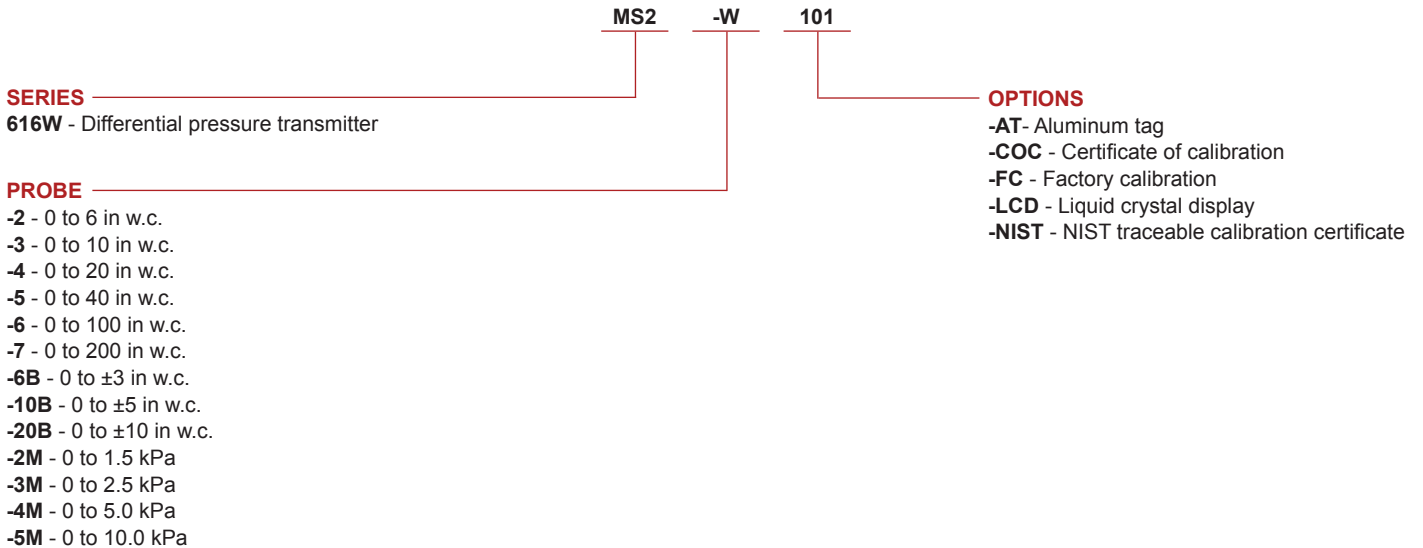 MS2 -W 101
SERIES
616W - Differential pressure transmitter
PROBE
-2 - 0 to 6 in w.c.
-3 - 0 to 10 in w.c.
-4 - 0 to 20 in w.c.
-5 - 0 to 40 in w.c.
-6 - 0 to 100 in w.c.
-7 - 0 to 200 in w.c.
-6B - 0 to ±3 in w.c.
-10B - 0 to ±5 in w.c.
-20B - 0 to ±10 in w.c.
-2M - 0 to 1.5 kPa
-3M - 0 to 2.5 kPa
-4M - 0 to 5.0 kPa
-5M - 0 to 10.0 kPa
OPTIONS
-AT- Aluminum tag
-COC - Certificate of calibration
-FC - Factory calibration
-LCD - Liquid crystal display
-NIST - NIST traceable calibration certificate